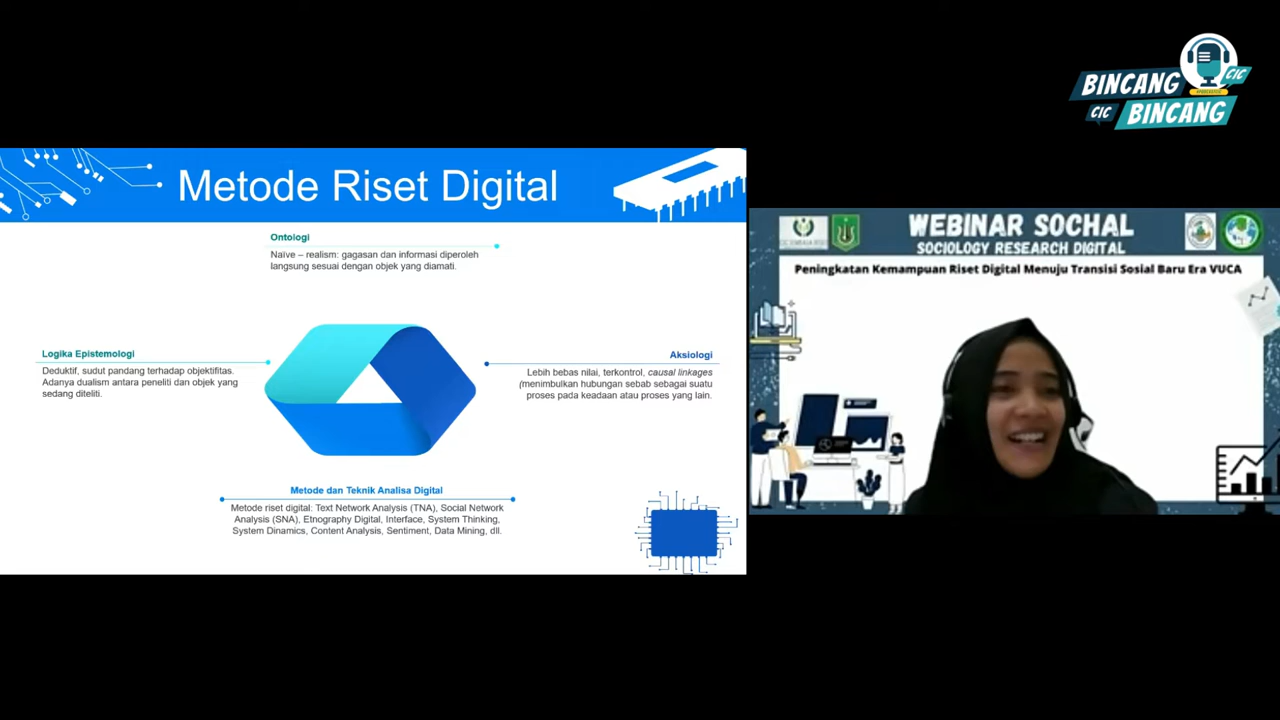 BINCANG
CIC
CIC
BINCANG
Metode Riset Digital
Ontologi
Naïve – realism: gagasan dan informasi diperoleh
langsung sesuai dengan objek yang diamati.
Logika Epistemologi
Deduktif, sudut pandang terhadap objektifitas.
Adanya dualism antara peneliti dan objek yang
sedang diteliti.
Aksiologi
Lebih bebas nilai, terkontrol, causal linkages
(menimbulkan hubungan sebab sebagai suatu
proses pada keadaan atau proses yang lain.
Metode dan Teknik Analisa Digital
Metode riset digital: Text Network Analysis (TNA), Social Network
Analysis (SNA), Etnography Digital, Interface, System Thinking,
System Dinamics, Content Analysis, Sentiment, Data Mining, dll.
WEBINAR SOCHAL
SOCIOLOGY RESEARCH DIGITAL
Peningkatan Kemampuan Riset Digital Menuju Transisi Sosial Baru Era VUCA